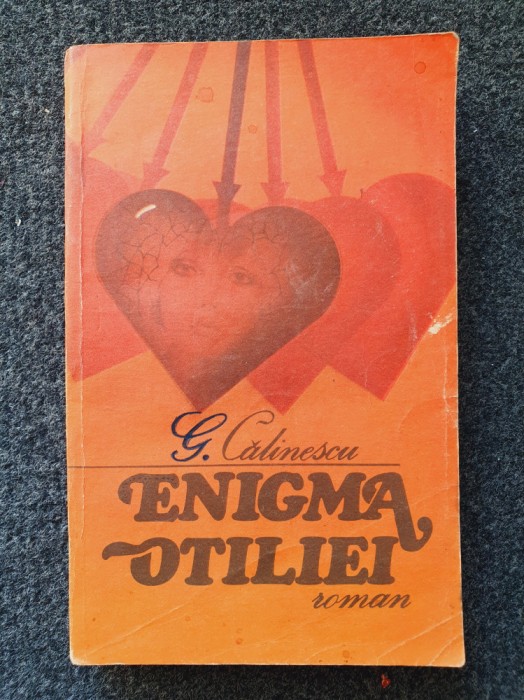 G. Călinescu
ENIGMA
OTILIEI
roman